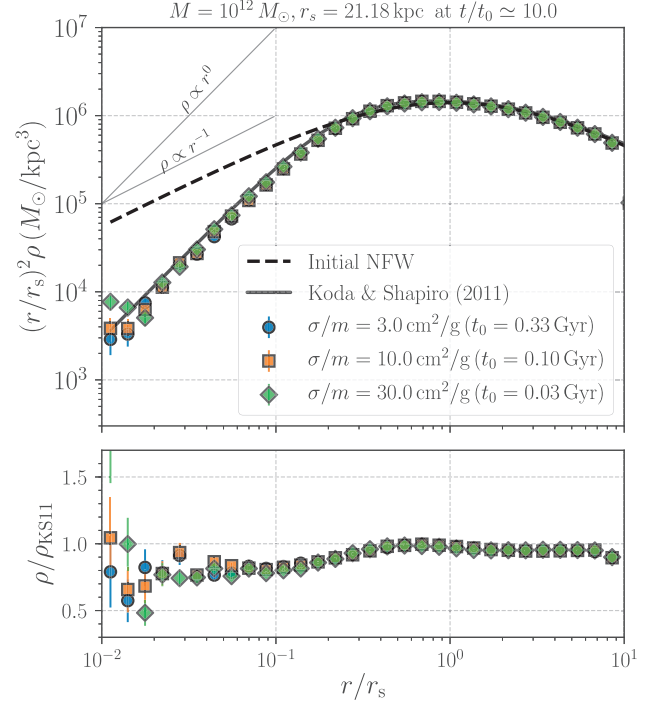 M = 10^12 M_⊙, r_s = 21.18 kpc at t/t_0 ≃ 10.0
10^7
10^6
10^5
10^4
10^3
(r/r_s)^2 ρ (M_⊙/kpc^3)
ρ ∝ r^0
ρ ∝ r^−1
Initial NFW
Koda & Shapiro (2011)
σ/m = 3.0 cm^2/g (t_0 = 0.33 Gyr)
σ/m = 10.0 cm^2/g (t_0 = 0.10 Gyr)
σ/m = 30.0 cm^2/g (t_0 = 0.03 Gyr)
1.5
1.0
0.5
ρ/ρ_KS11
10^−2 10^−1 10^0 10^1
r/r_s